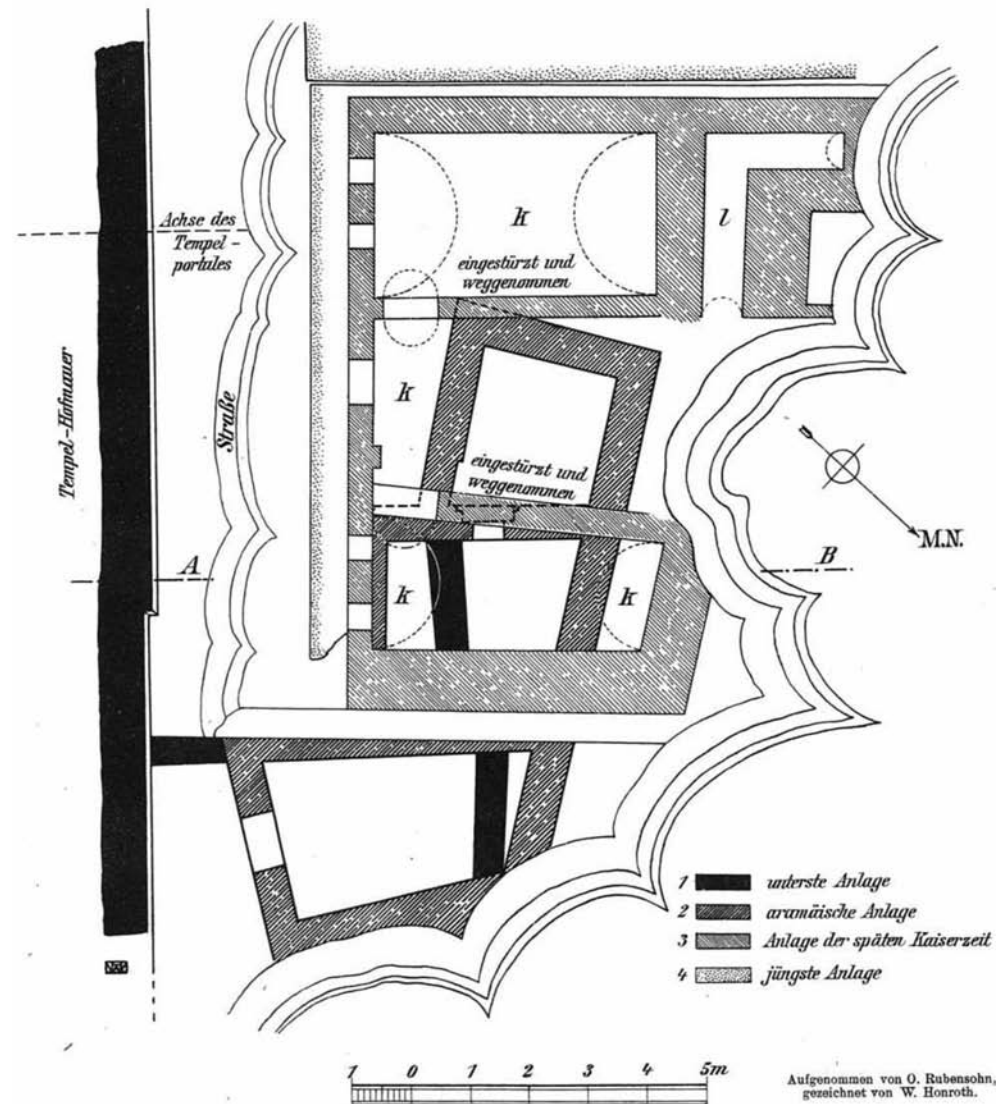 Achse des
Tempel-
portales
k
l
eingestürzt und
weggenommen
Tempel-Hofmauer
Straße
k
eingestürzt und
weggenommen
M.N.
A
B
k
k
1 unterste Anlage
2 aramäische Anlage
3 Anlage der späten Kaiserzeit
4 jüngste Anlage
1 0 1 2 3 4 5m
Aufgenommen von O. Rubensohn,
gezeichnet von W. Honroth.